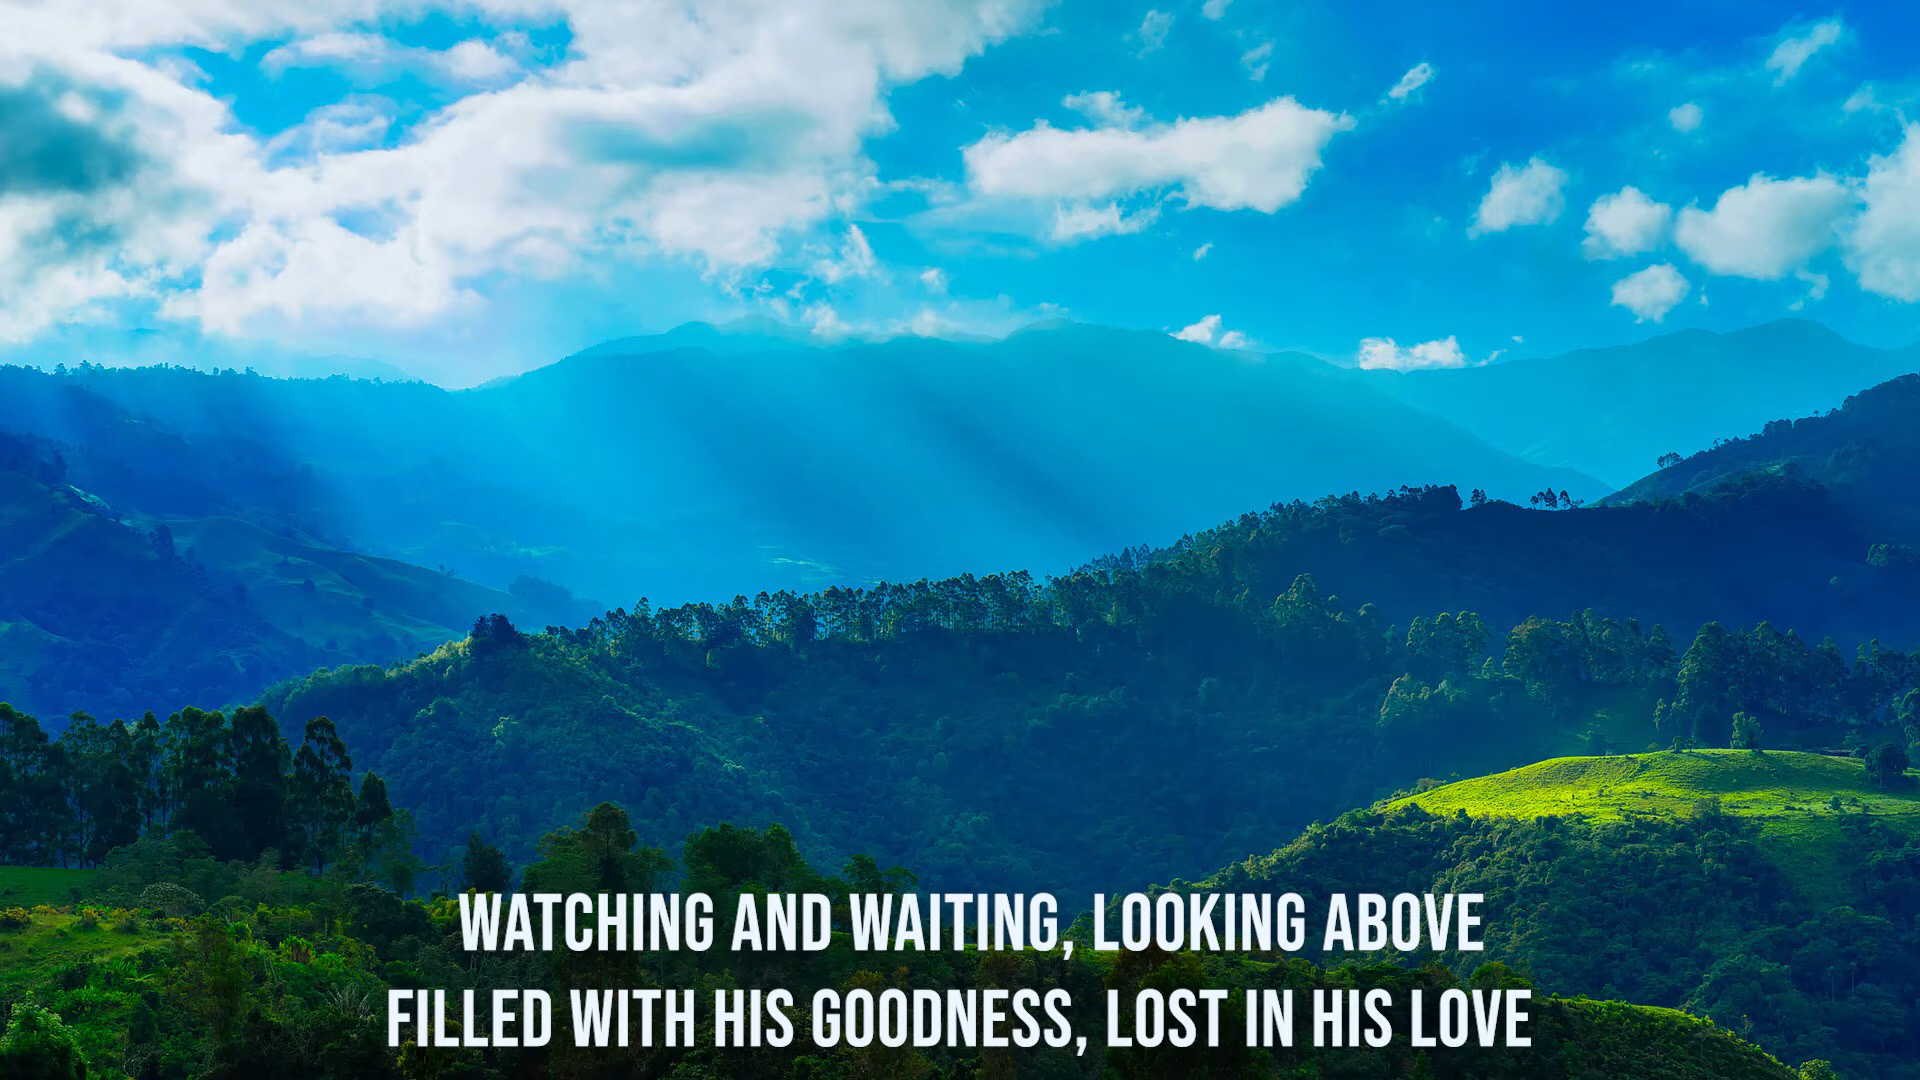 WATCHING AND WAITING, LOOKING ABOVE
FILLED WITH HIS GOODNESS, LOST IN HIS LOVE